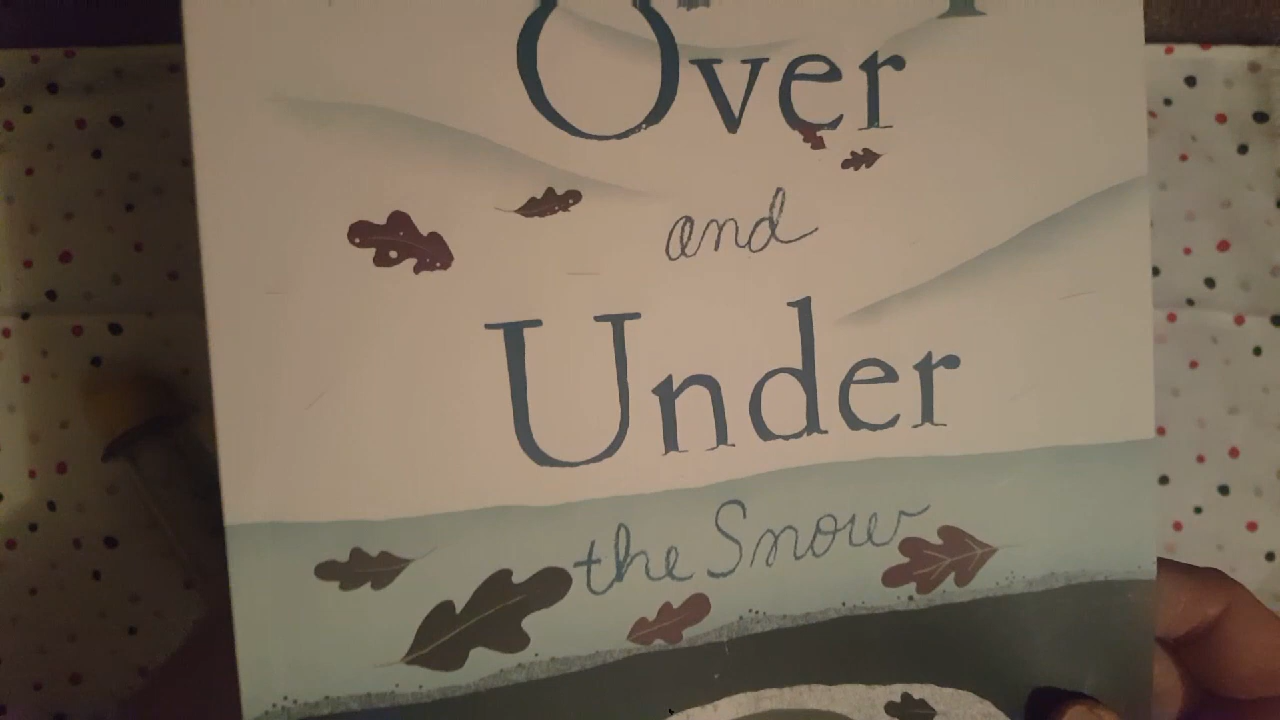 Over
and
Under
the Snow